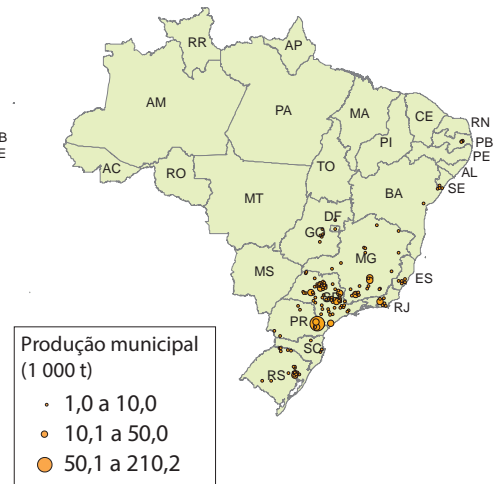 RR
AP
AM
PA
MA
CE
RN
PI
PB
PE
AL
SE
B
E
AC
RO
TO
BA
MT
DF
GO
MG
MS
ES
SP
RJ
PR
SC
RS
Produção municipal
(1 000 t)
1,0 a 10,0
10,1 a 50,0
50,1 a 210,2